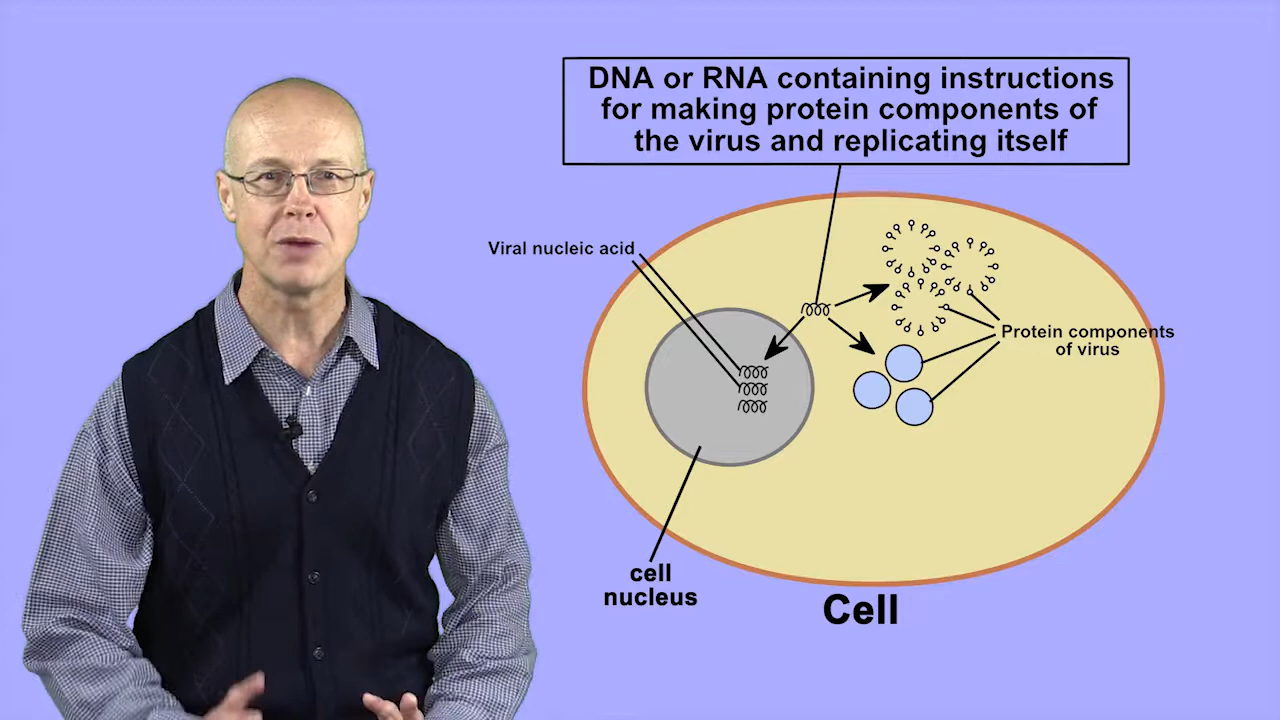 DNA or RNA containing instructions
for making protein components of
the virus and replicating itself
Viral nucleic acid
Protein components
of virus
cell
nucleus
Cell